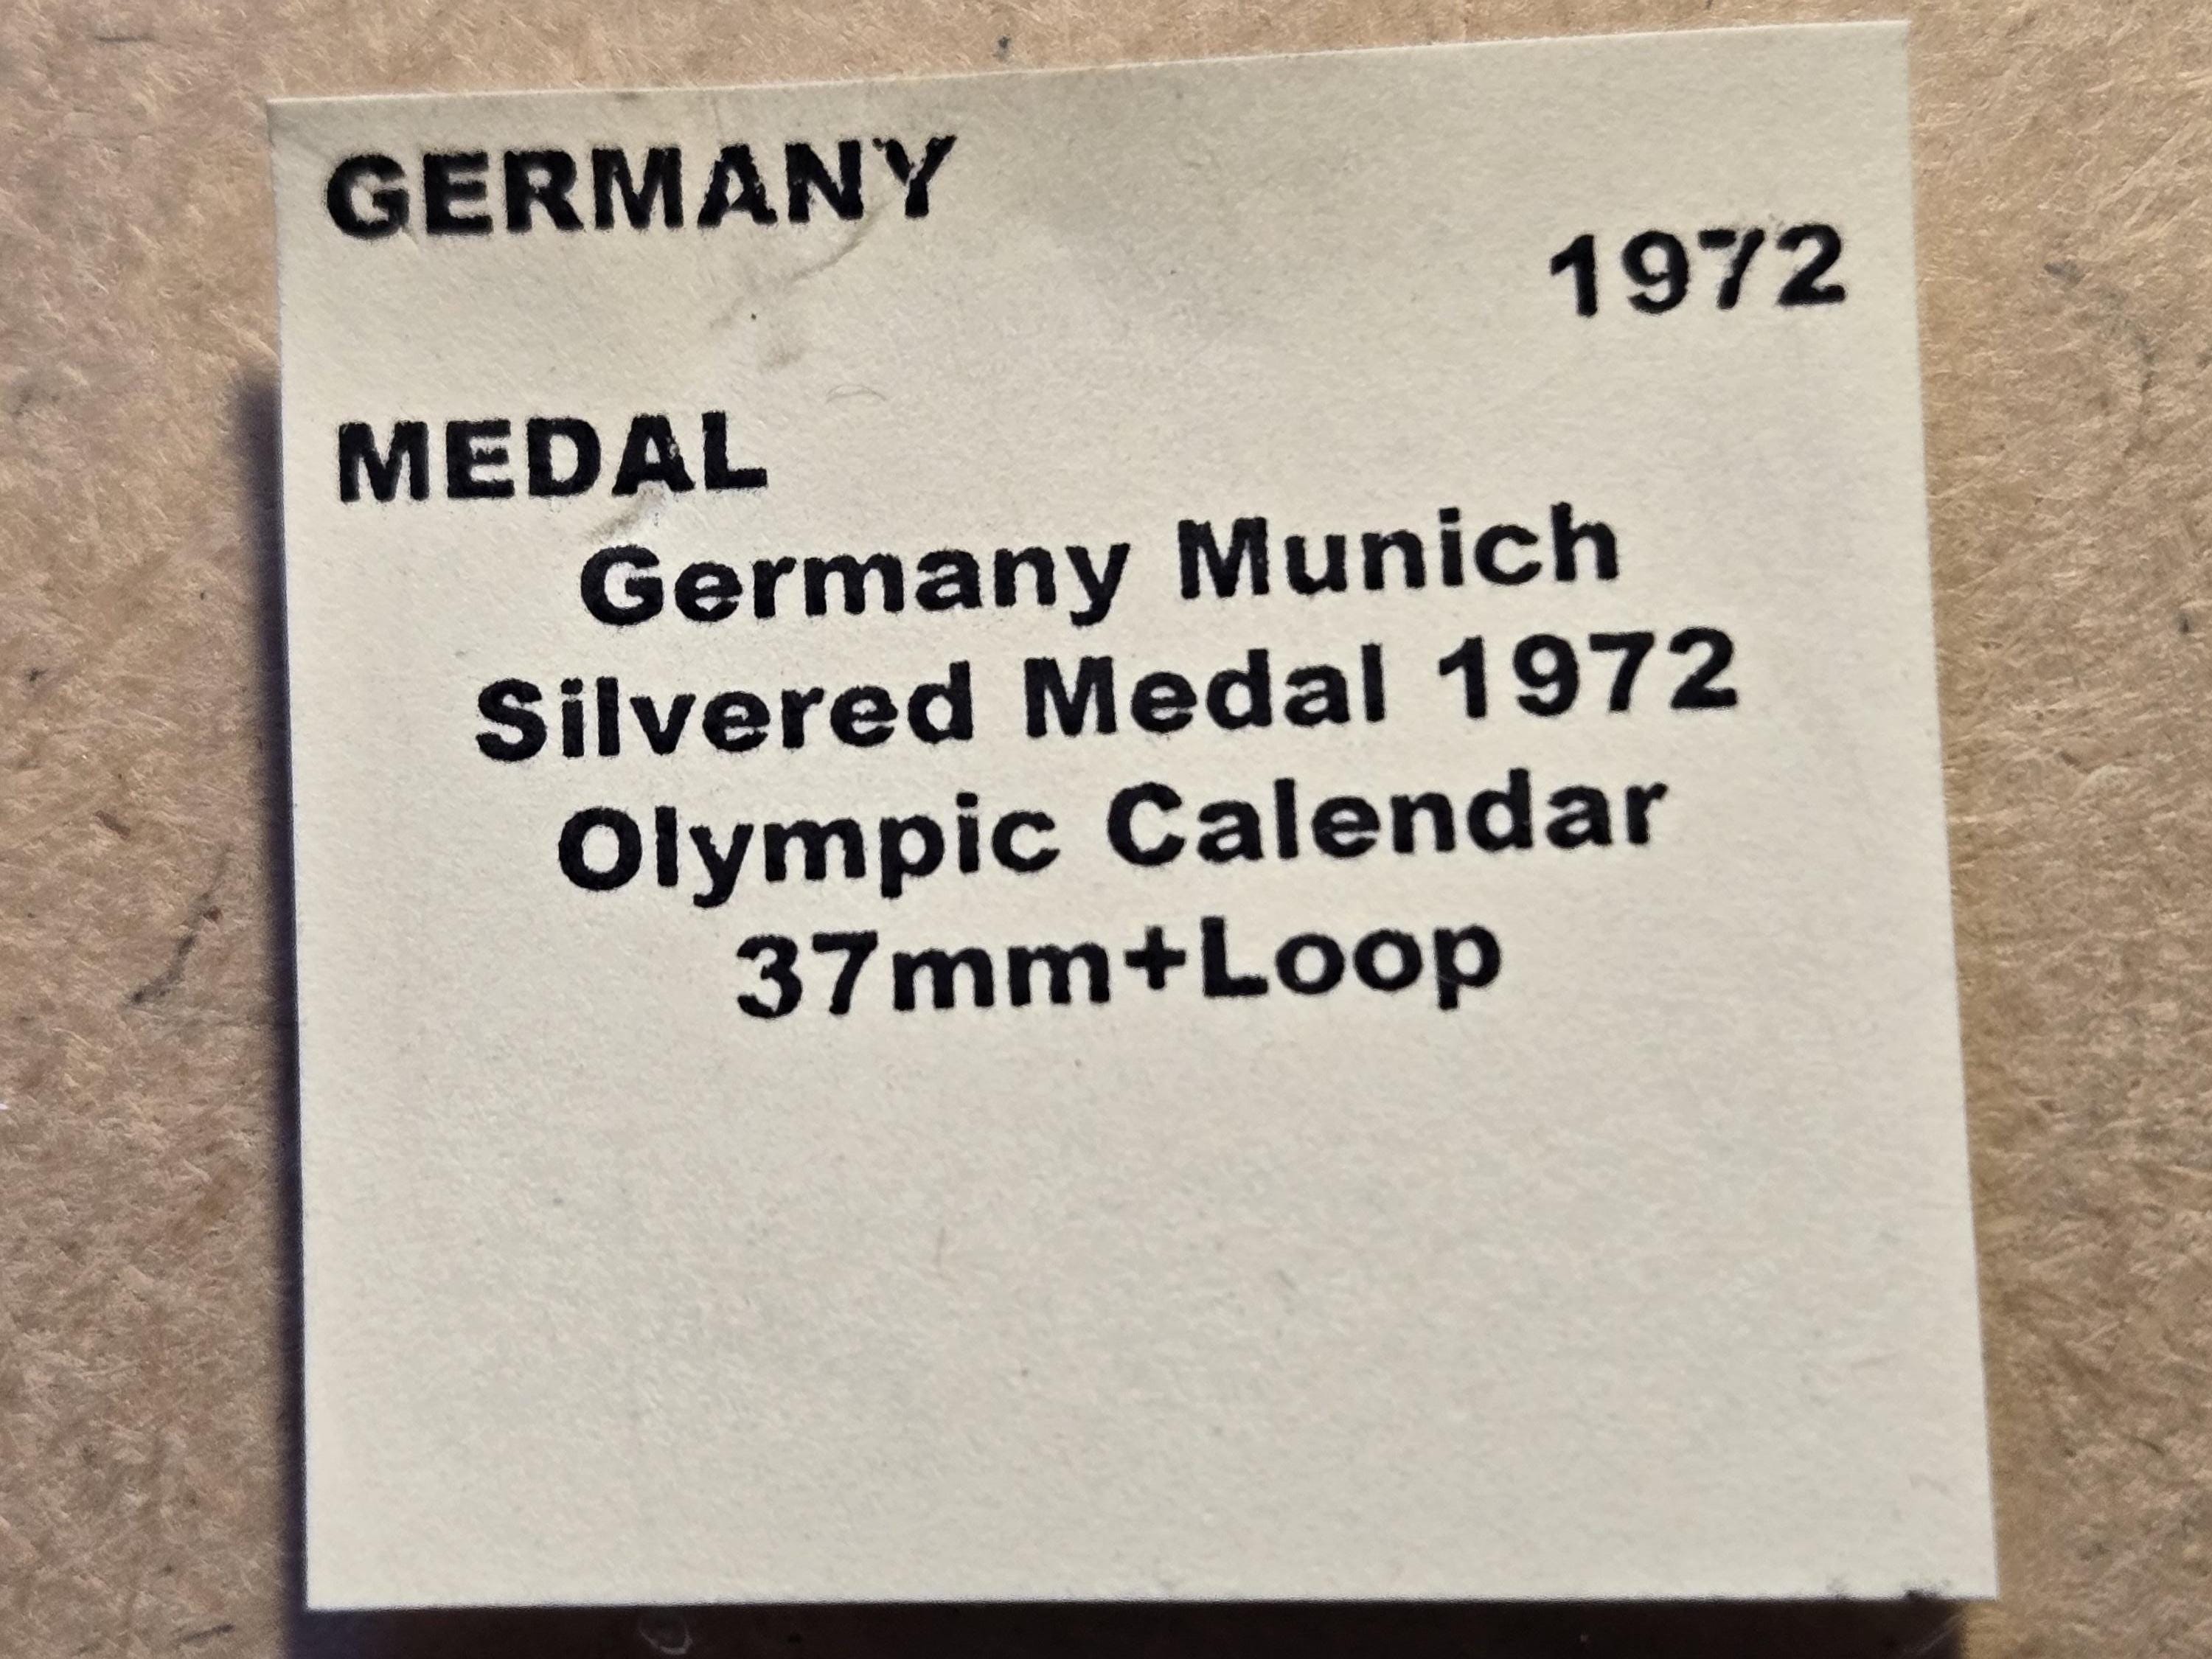 GERMANY
1972
MEDAL
Germany Munich
Silvered Medal 1972
Olympic Calendar
37mm+Loop